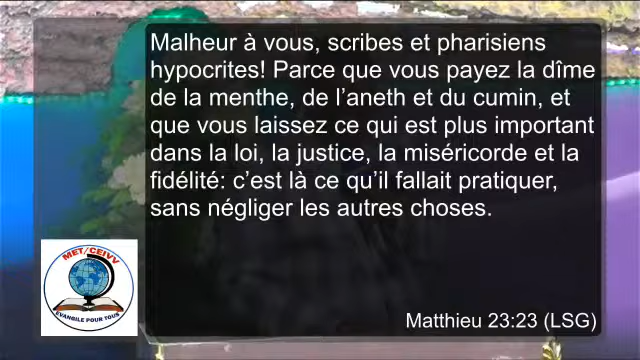 Malheur à vous, scribes et pharisiens
hypocrites! Parce que vous payez la dîme
de la menthe, de l’aneth et du cumin, et
que vous laissez ce qui est plus important
dans la loi, la justice, la miséricorde et la
fidélité: c’est là ce qu’il fallait pratiquer,
sans négliger les autres choses.
MET/CEIVV
EVANGILE POUR TOUS
Matthieu 23:23 (LSG)